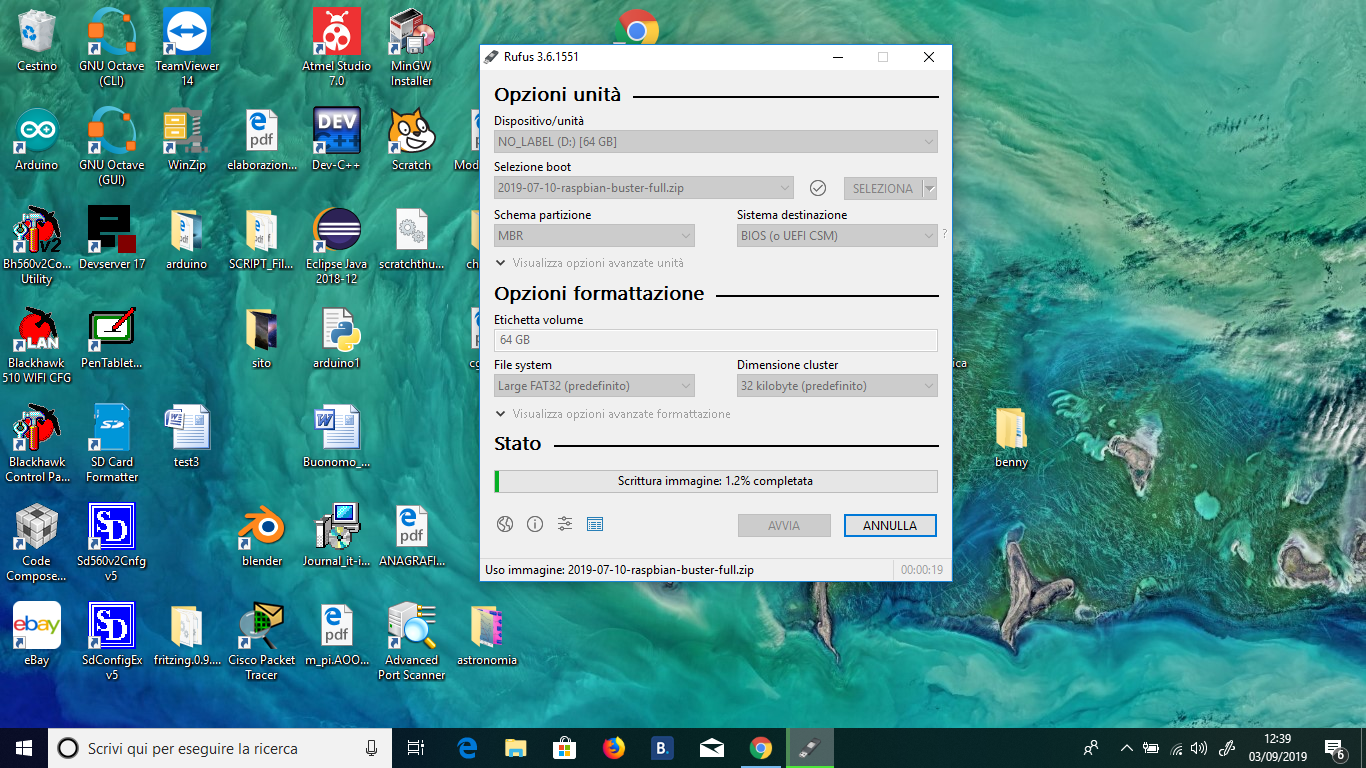 Cestino
GNU Octave
(CLI)
TeamViewer
14
Atmel Studio
7.0
MinGW
Installer
Arduino
GNU Octave
(GUI)
WinZip
elaborazion...
Dev-C++
Scratch
Bh560v2Co...
Utility
Devserver 17
arduino
SCRIPT_FIL...
Eclipse Java
2018-12
scratchthu...
Blackhawk
510 WIFI CFG
PenTablet...
sito
arduino1
Blackhawk
Control Pa...
SD Card
Formatter
test3
Buonomo_...
Code
Compose...
Sd560v2Cnfg
v5
blender
Journal_it-i...
ANAGRAFI...
eBay
SdConfigEx
v5
fritzing.0.9....
Cisco Packet
Tracer
m_pi.AOO...
Advanced
Port Scanner
astronomia
benny
Rufus 3.6.1551
Opzioni unità
Dispositivo/unità
NO_LABEL (D:) [64 GB]
Selezione boot
2019-07-10-raspbian-buster-full.zip
SELEZIONA
Schema partizione
Sistema destinazione
MBR
BIOS (o UEFI CSM)
?
Visualizza opzioni avanzate unità
Opzioni formattazione
Etichetta volume
64 GB
File system
Dimensione cluster
Large FAT32 (predefinito)
32 kilobyte (predefinito)
Visualizza opzioni avanzate formattazione
Stato
Scrittura immagine: 1.2% completata
AVVIA
ANNULLA
Uso immagine: 2019-07-10-raspbian-buster-full.zip
00:00:19
Scrivi qui per eseguire la ricerca
B.
12:39
03/09/2019
6